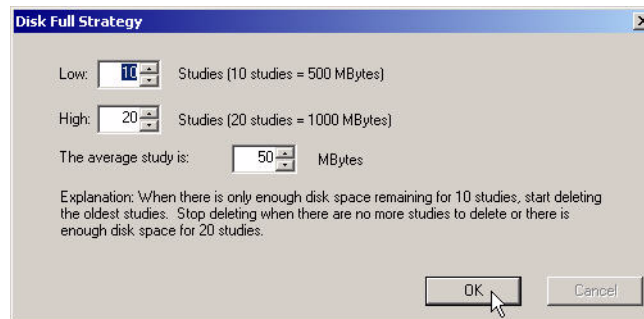 Disk Full Strategy
Low: 10 Studies (10 studies = 500 MBytes)
High: 20 Studies (20 studies = 1000 MBytes)
The average study is: 50 MBytes
Explanation: When there is only enough disk space remaining for 10 studies, start deleting
the oldest studies. Stop deleting when there are no more studies to delete or there is
enough disk space for 20 studies.
OK Cancel